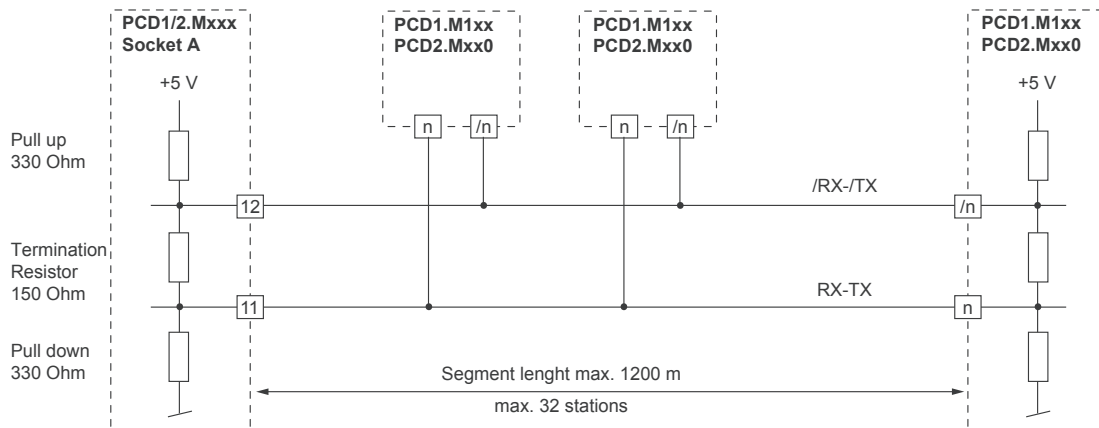 PCD1/2.Mxxx
Socket A
+5 V
Pull up
330 Ohm
12
Termination
Resistor
150 Ohm
11
Pull down
330 Ohm
PCD1.M1xx
PCD2.Mxx0
n /n
PCD1.M1xx
PCD2.Mxx0
n /n
/RX-/TX
RX-TX
Segment lenght max. 1200 m
max. 32 stations
PCD1.M1xx
PCD2.Mxx0
+5 V
/n
n